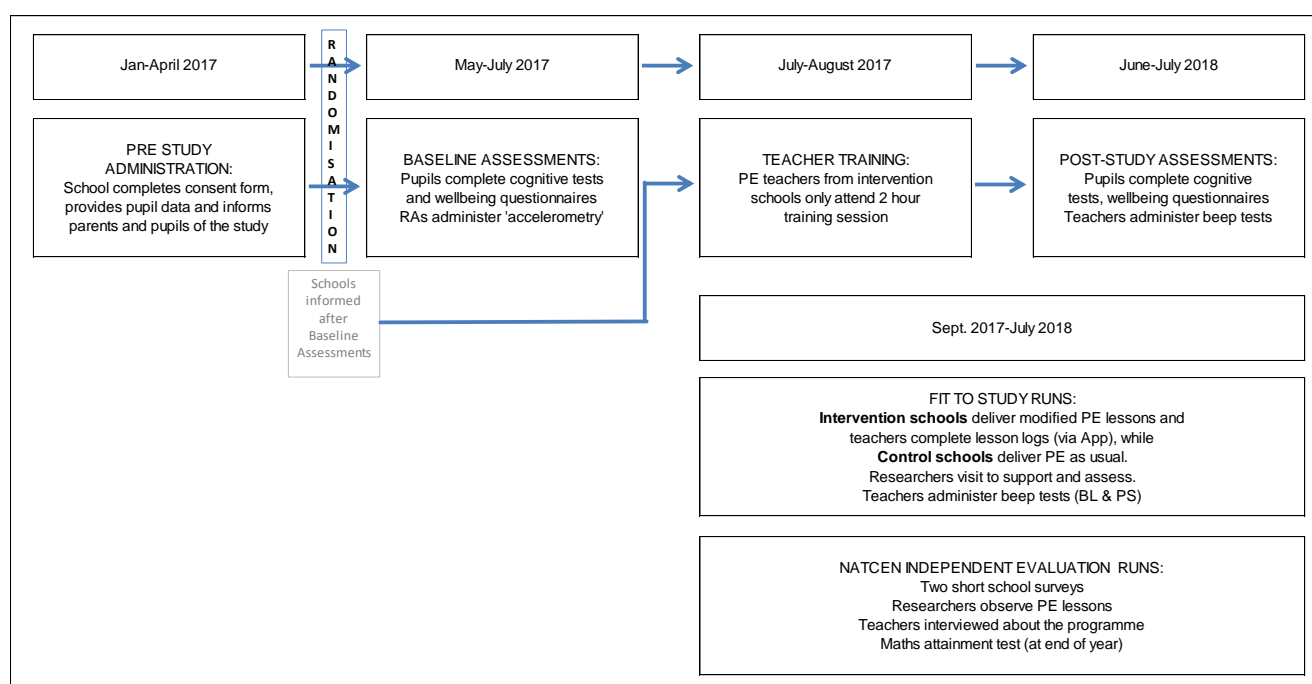 Jan-April 2017
R
A
N
D
O
M
I
S
A
T
I
O
N
May-July 2017
July-August 2017
June-July 2018
PRE STUDY
ADMINISTRATION:
School completes consent form,
provides pupil data and informs
parents and pupils of the study
BASELINE ASSESSMENTS:
Pupils complete cognitive tests
and wellbeing questionnaires
RAs administer 'accelerometry'
TEACHER TRAINING:
PE teachers from intervention
schools only attend 2 hour
training session
POST-STUDY ASSESSMENTS:
Pupils complete cognitive
tests, wellbeing questionnaires
Teachers administer beep tests
Schools
informed
after
Baseline
Assessments
Sept. 2017-July 2018
FIT TO STUDY RUNS:
Intervention schools deliver modified PE lessons and
teachers complete lesson logs (via App), while
Control schools deliver PE as usual.
Researchers visit to support and assess.
Teachers administer beep tests (BL & PS)
NATCEN INDEPENDENT EVALUATION RUNS:
Two short school surveys
Researchers observe PE lessons
Teachers interviewed about the programme
Maths attainment test (at end of year)